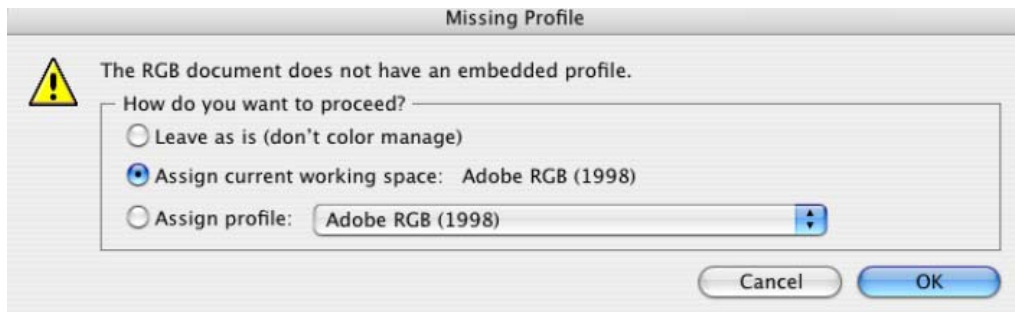 Missing Profile
The RGB document does not have an embedded profile.
How do you want to proceed?
Leave as is (don't color manage)
Assign current working space: Adobe RGB (1998)
Assign profile: Adobe RGB (1998)
Cancel OK